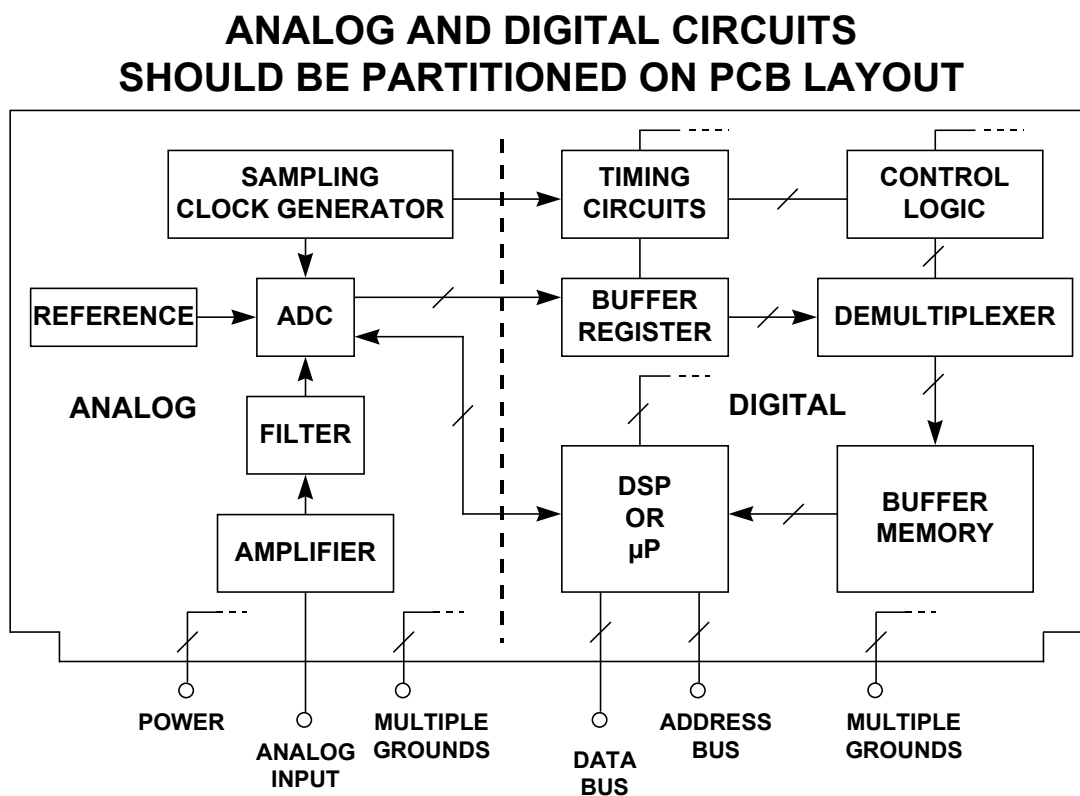 ANALOG AND DIGITAL CIRCUITS
SHOULD BE PARTITIONED ON PCB LAYOUT
SAMPLING
CLOCK GENERATOR
TIMING
CIRCUITS
CONTROL
LOGIC
REFERENCE
ADC
BUFFER
REGISTER
DEMULTIPLEXER
ANALOG
FILTER
DIGITAL
AMPLIFIER
DSP
OR
µP
BUFFER
MEMORY
POWER
ANALOG
INPUT
MULTIPLE
GROUNDS
DATA
BUS
ADDRESS
BUS
MULTIPLE
GROUNDS